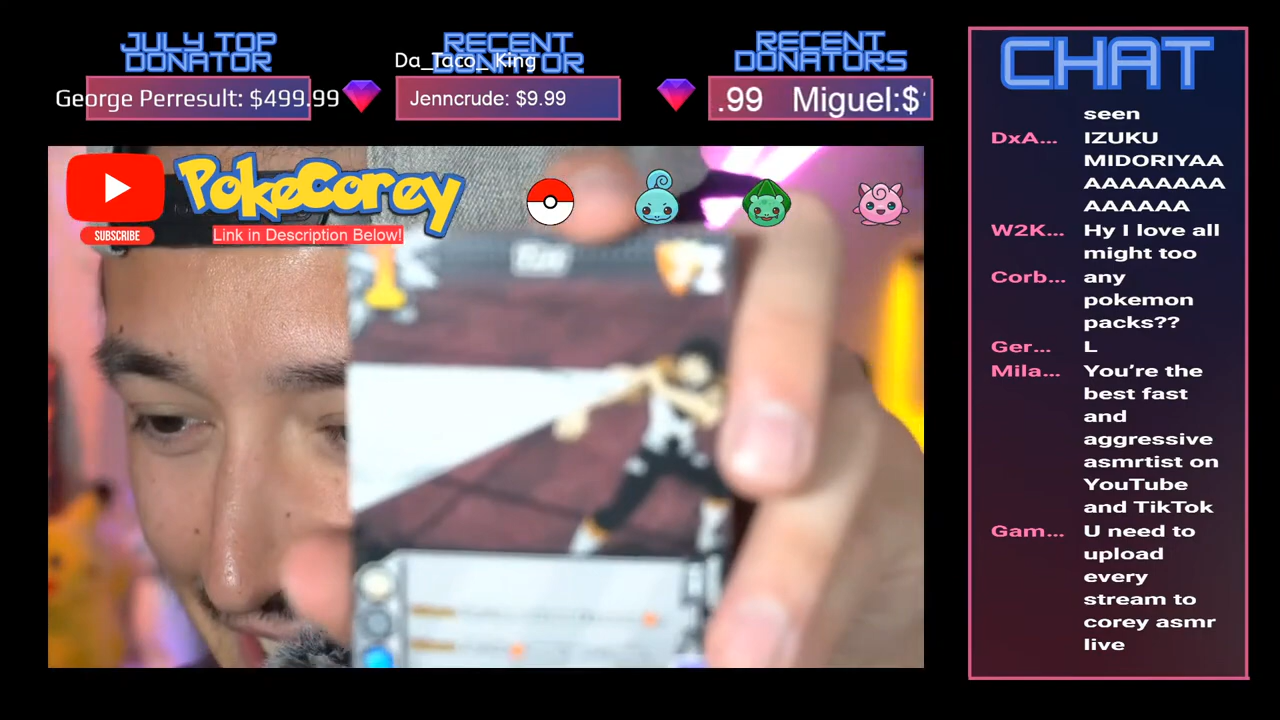 JULY TOP
DONATOR
George Perresult: $499.99
RECENT
DONATOR
Da_Taco_ King
Jenncrude: $9.99
RECENT
DONATORS
.99 Miguel:$
SUBSCRIBE
PokeCorey
Link in Description Below!
CHAT
seen
DxA... IZUKU
MIDORIYAA
AAAAAAAA
AAAAAA
W2K... Hy I love all
might too
Corb... any
pokemon
packs??
Ger... L
Mila... You’re the
best fast
and
aggressive
asmrtist on
YouTube
and TikTok
Gam... U need to
upload
every
stream to
corey asmr
live